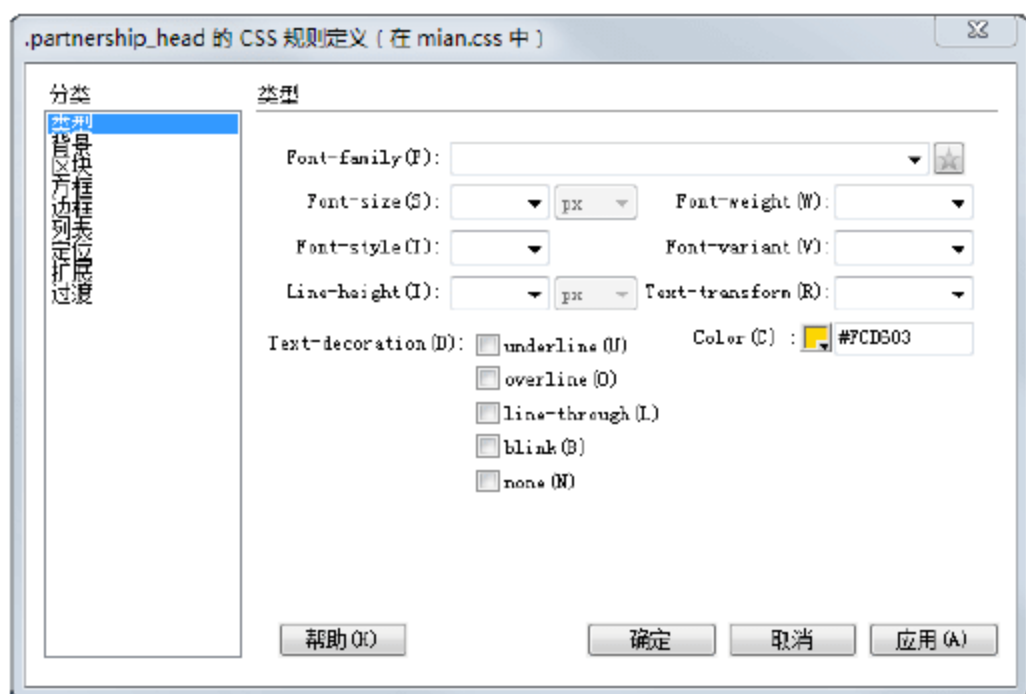 .partnership_head 的 CSS 规则定义（在 mian.css 中）
分类
类型
背景
区块
方框
边框
列表
定位
扩展
过渡
类型
Font-family(F):
Font-size(S): px Font-weight(W):
Font-style(T): Font-variant(V):
Line-height(I): px Text-transform(R):
Text-decoration(D): underline(U) Color(C) : #FCD603
overline(O)
line-through(L)
blink(B)
none(N)
帮助(H) 确定 取消 应用(A)